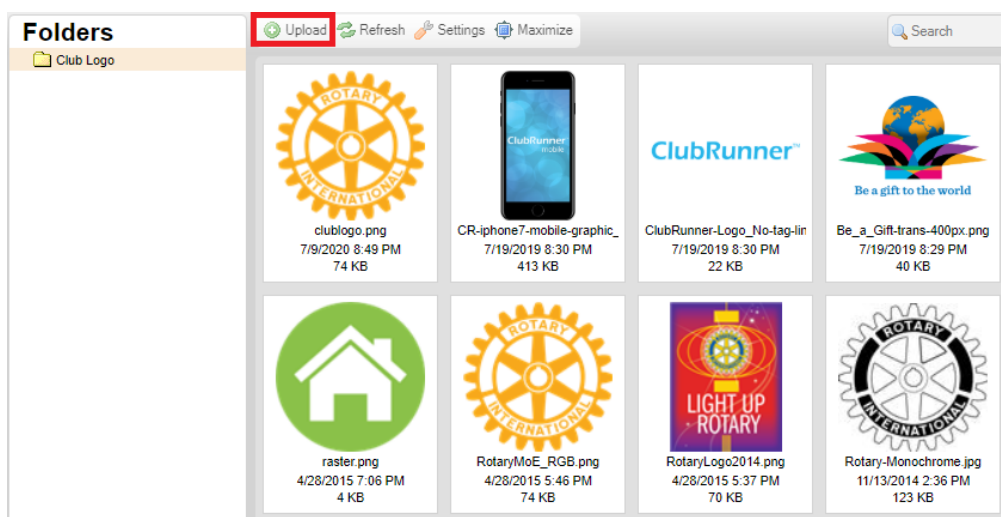 Folders
Club Logo
Upload
Refresh
Settings
Maximize
Search
ROTARY
INTERNATIONAL
ClubRunner
mobile
ClubRunner™
Be a gift to the world
clublogo.png
7/9/2020 8:49 PM
74 KB
CR-iphone7-mobile-graphic_
7/19/2019 8:30 PM
413 KB
ClubRunner-Logo_No-tag-lin
7/19/2019 8:30 PM
22 KB
Be_a_Gift-trans-400px.png
7/19/2019 8:29 PM
40 KB
ROTARY
INTERNATIONAL
LIGHT UP
ROTARY
ROTARY
INTERNATIONAL
raster.png
4/28/2015 7:06 PM
4 KB
RotaryMoE_RGB.png
4/28/2015 5:46 PM
74 KB
RotaryLogo2014.png
4/28/2015 5:37 PM
70 KB
Rotary-Monochrome.jpg
11/13/2014 2:36 PM
123 KB